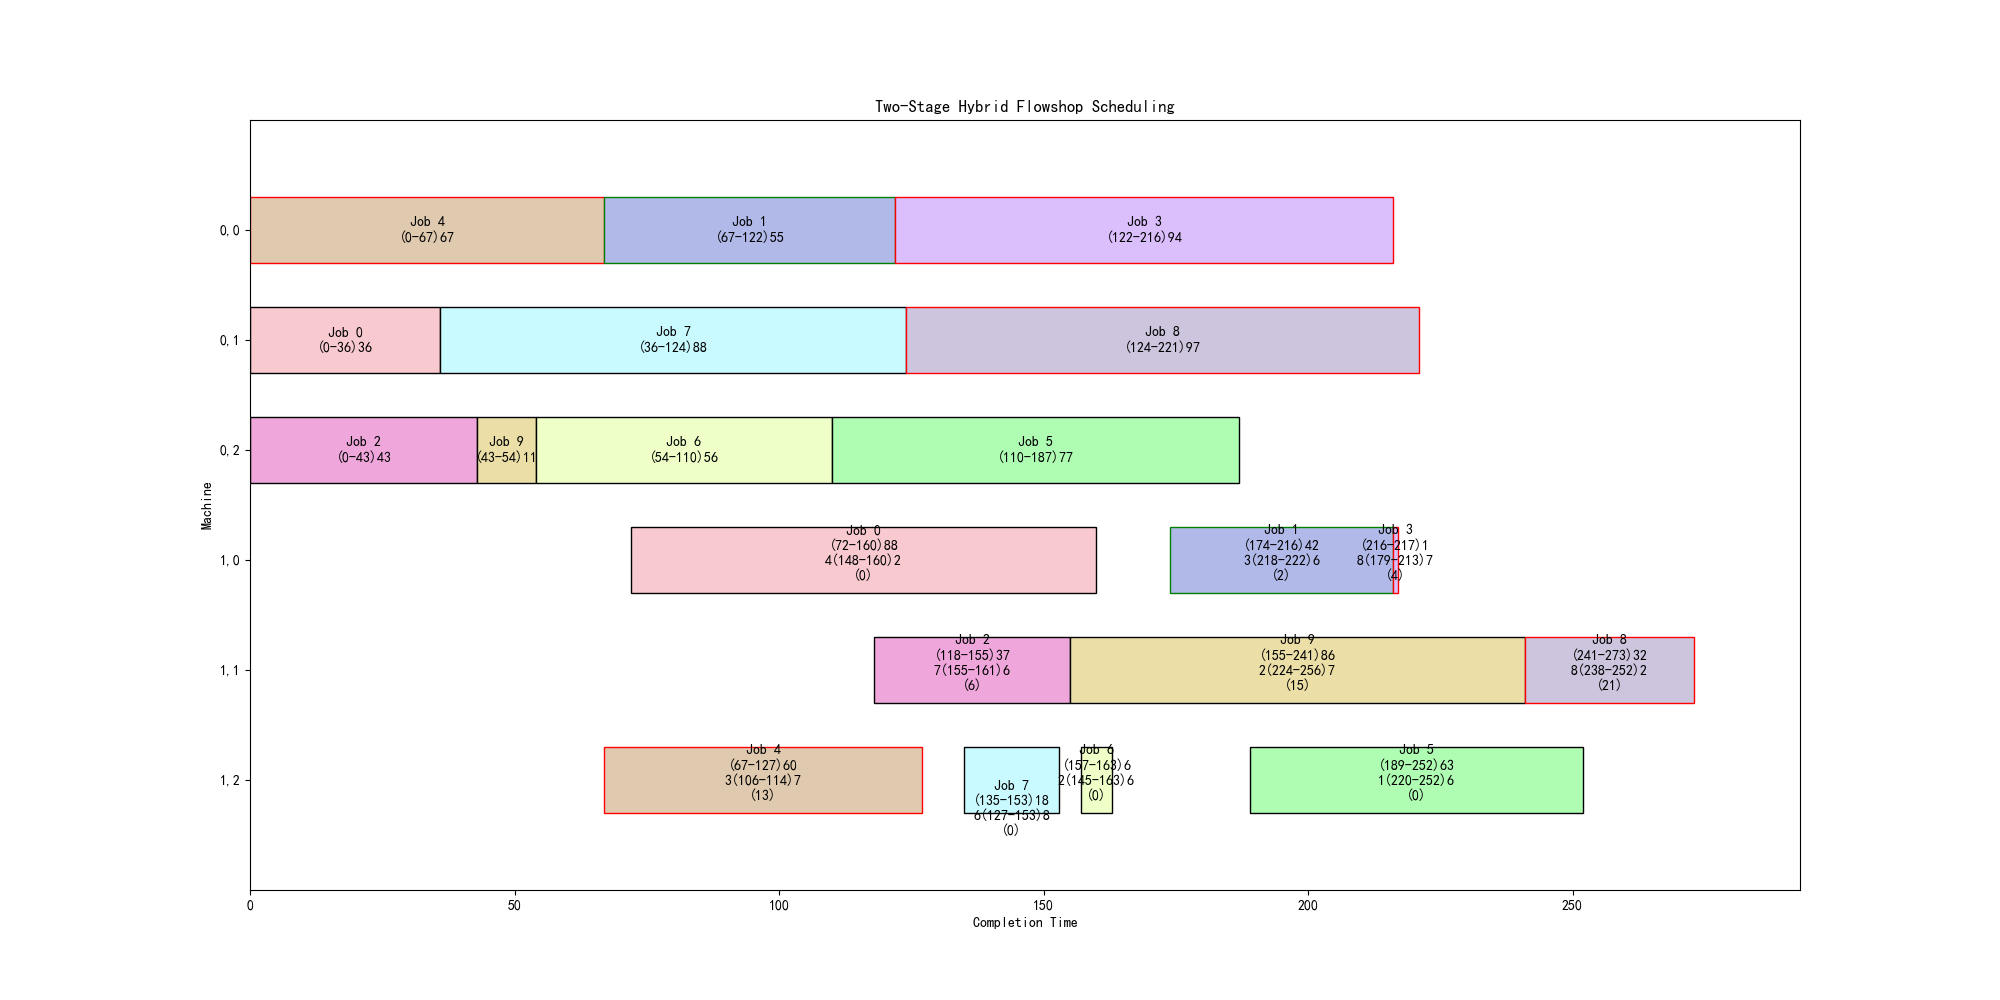 Two-Stage Hybrid Flowshop Scheduling
0,0
Job 4
(0-67)67
Job 1
(67-122)55
Job 3
(122-216)94
0,1
Job 0
(0-36)36
Job 7
(36-124)88
Job 8
(124-221)97
0,2
Job 2
(0-43)43
Job 9
(43-54)11
Job 6
(54-110)56
Job 5
(110-187)77
Machine
1,0
Job 0
(72-160)88
4(148-160)2
(0)
Job 1
(174-216)42
3(218-222)6
(2)
Job 3
(216-217)1
8(179-213)7
(4)
1,1
Job 2
(118-155)37
7(155-161)6
(6)
Job 9
(155-241)86
2(224-256)7
(15)
Job 8
(241-273)32
8(238-252)2
(21)
1,2
Job 4
(67-127)60
3(106-114)7
(13)
Job 7
(135-153)18
6(127-153)8
(0)
Job 6
(157-163)6
2(145-163)6
(0)
Job 5
(189-252)63
1(220-252)6
(0)
0
50
100
150
200
250
Completion Time